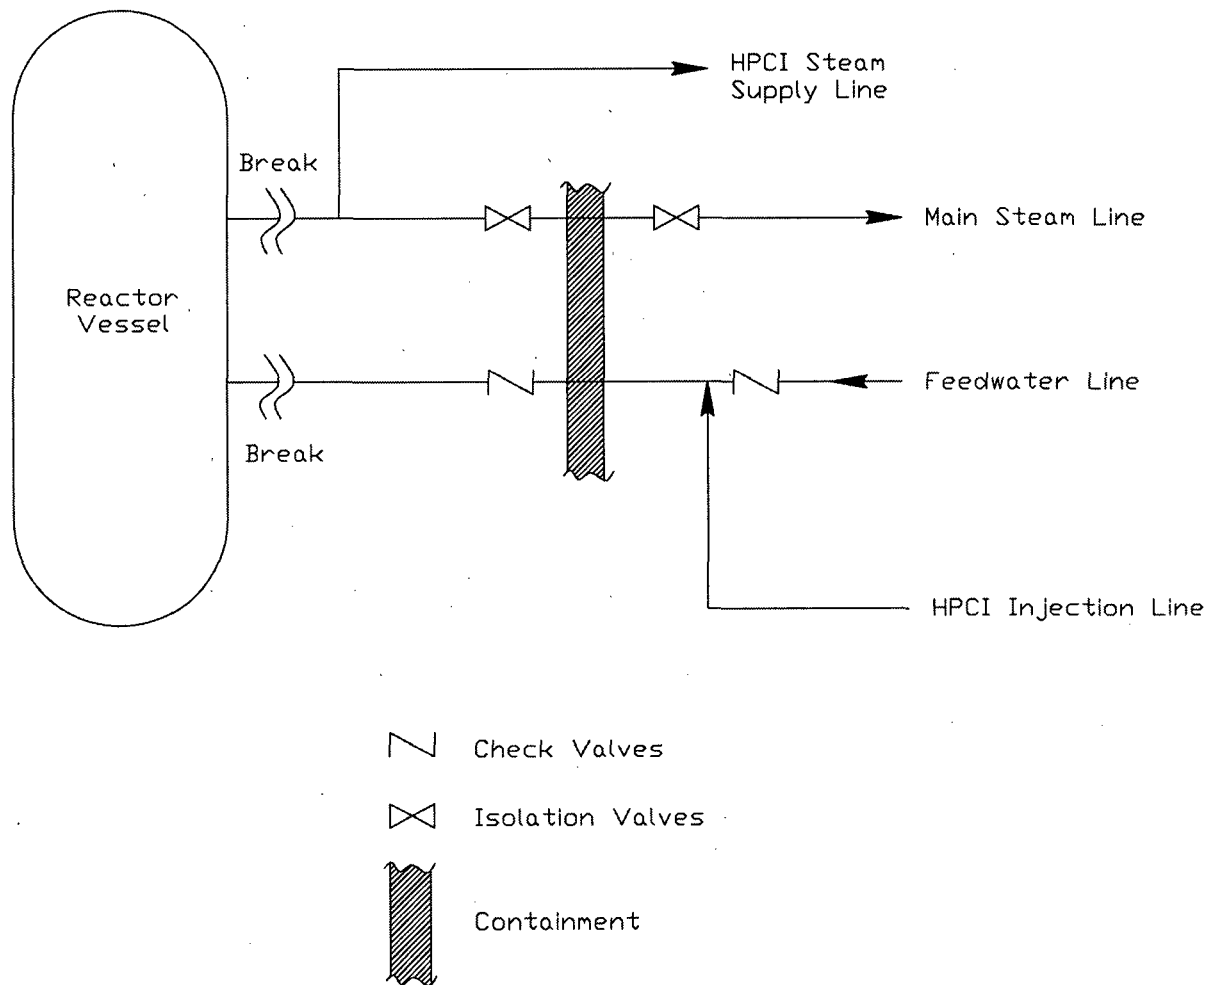 HPCI Steam
Supply Line
Break
Main Steam Line
Reactor
Vessel
Feedwater Line
Break
HPCI Injection Line
Check Valves
Isolation Valves
Containment